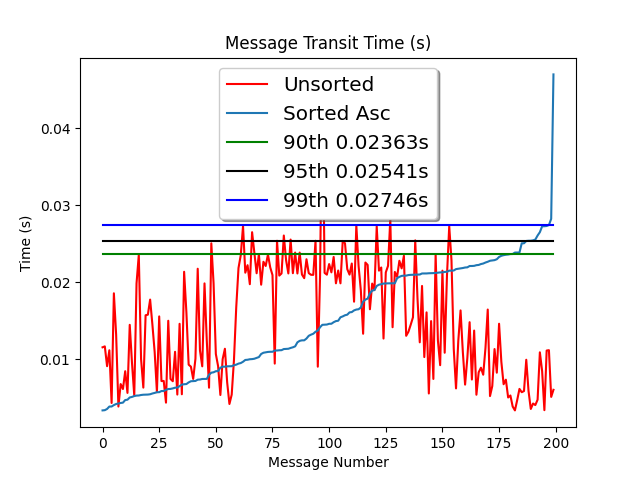 Message Transit Time (s)
Unsorted
Sorted Asc
90th 0.02363s
95th 0.02541s
99th 0.02746s
Time (s)
0.04
0.03
0.02
0.01
0
25
50
75
100
125
150
175
200
Message Number